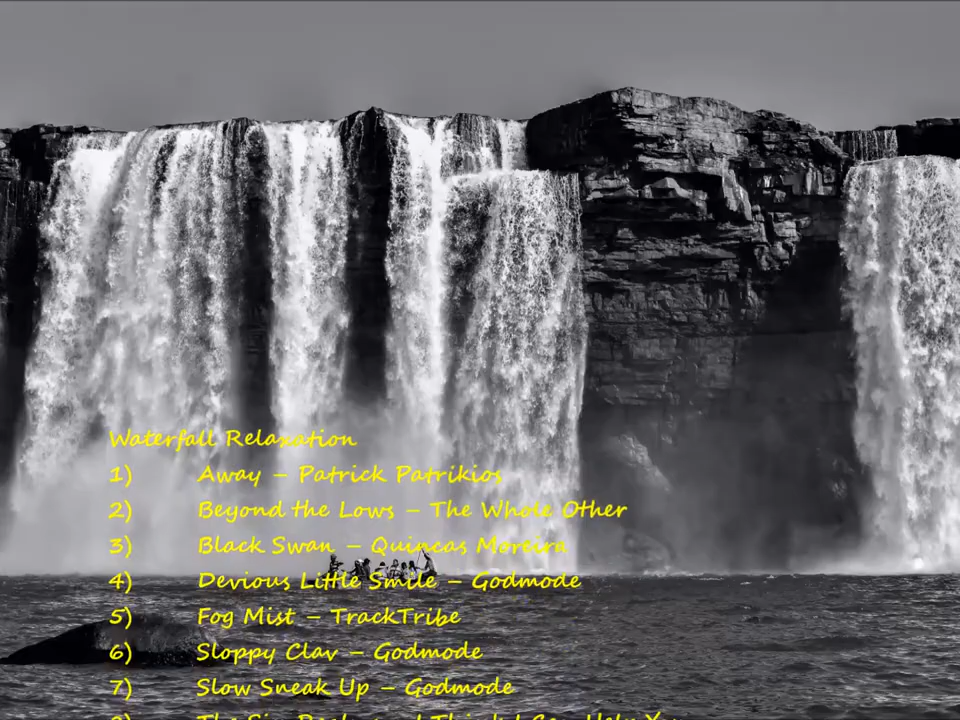 Waterfall Relaxation
1) Away – Patrick Patrikios
2) Beyond the Lows – The Whole Other
3) Black Swan – Quincas Moreira
4) Devious Little Smile – Godmode
5) Fog Mist – TrackTribe
6) Sloppy Clav – Godmode
7) Slow Sneak Up – Godmode